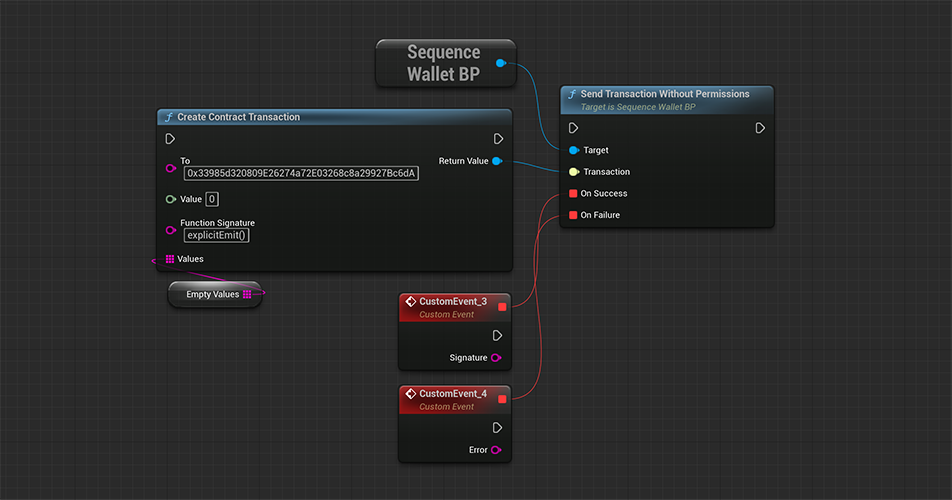 Sequence
Wallet BP
Send Transaction Without Permissions
Target is Sequence Wallet BP
Target
Transaction
On Success
On Failure
Create Contract Transaction
To
0x33985d320809E26274a72E03268c8a29927Bc6dA
Return Value
Value 0
Function Signature
explicitEmit()
Values
Empty Values
CustomEvent_3
Custom Event
Signature
CustomEvent_4
Custom Event
Error